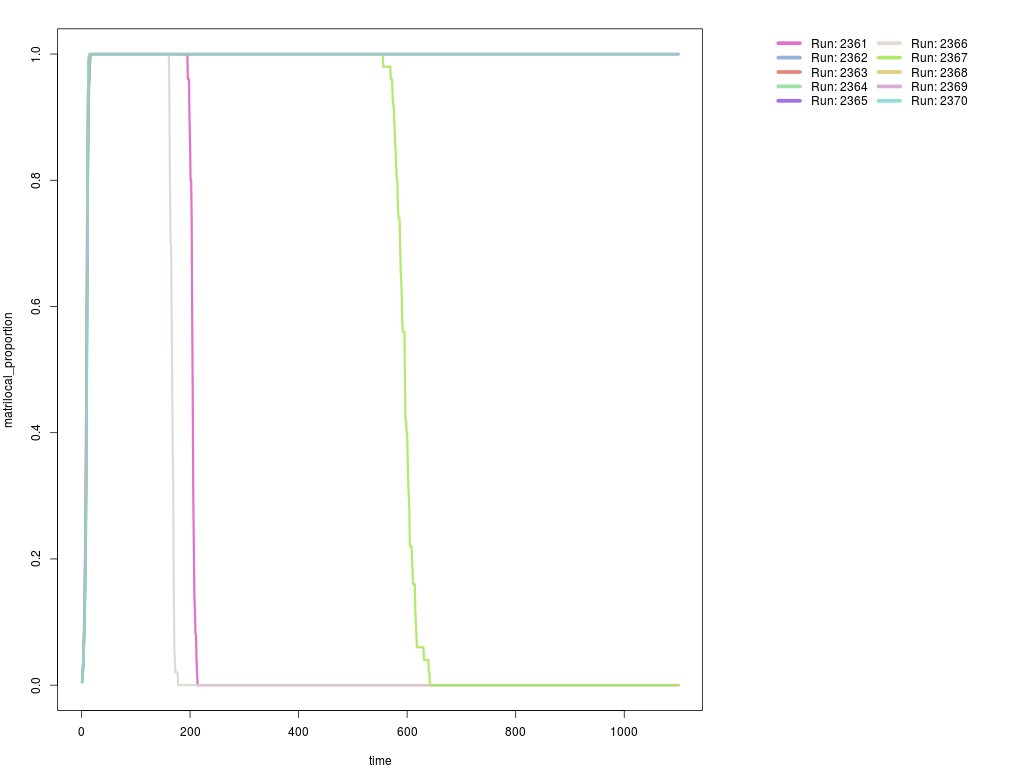 1.0
0.8
0.6
0.4
0.2
0.0
matrilocal_proportion
0 200 400 600 800 1000
time
Run: 2361 Run: 2366
Run: 2362 Run: 2367
Run: 2363 Run: 2368
Run: 2364 Run: 2369
Run: 2365 Run: 2370